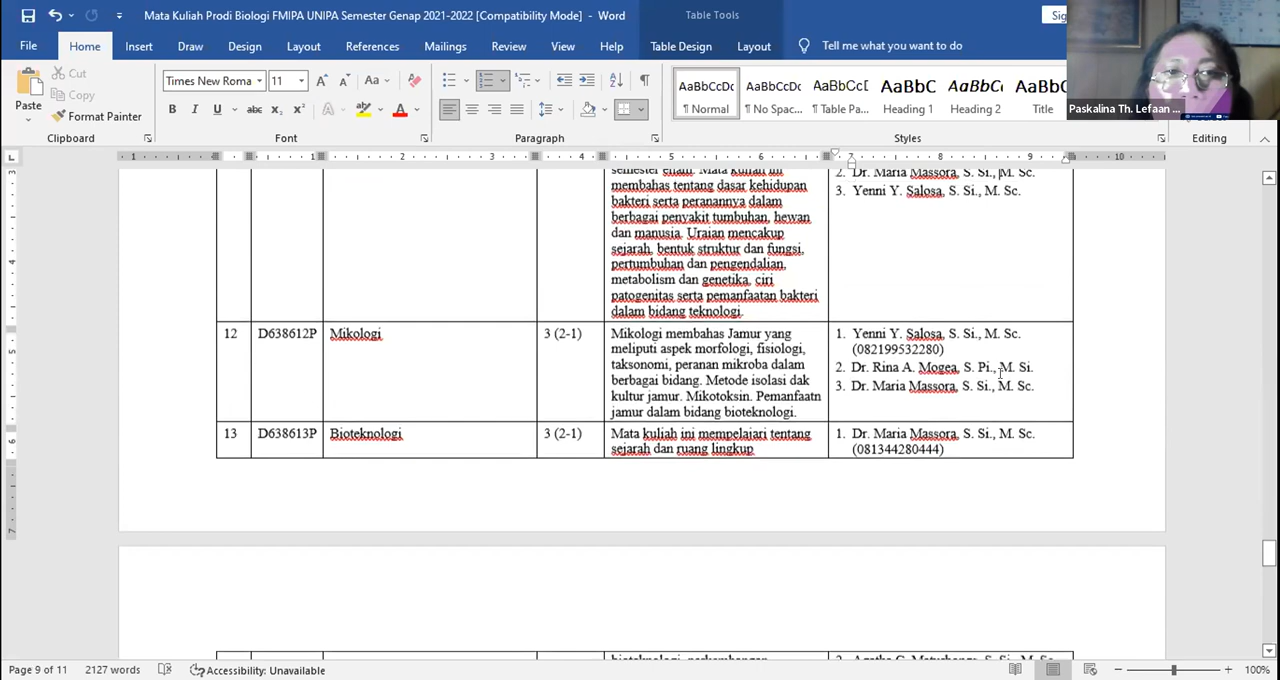 Mata Kuliah Prodi Biologi FMIPA UNIPA Semester Genap 2021-2022 [Compatibility Mode] - Word
Table Tools
Sig
File Home Insert Draw Design Layout References Mailings Review View Help Table Design Layout Tell me what you want to do
Paste
Cut
Copy
Format Painter
Clipboard
Times New Roma 11
Font
Paragraph
AaBbCcDc AaBbCcDc AaBbCcD AaBbCc AaBbCcD AaB
¶ Normal ¶ No Spac... ¶ Table Pa... Heading 1 Heading 2 Title
Styles
Editing
Paskalina Th. Lefaan ...
semester enam. Mata kuliah ini
membahas tentang dasar kehidupan
bakteri serta peranannya dalam
berbagai penyakit tumbuhan, hewan
dan manusia. Uraian mencakup
sejarah, bentuk struktur dan fungsi,
pertumbuhan dan pengendalian,
metabolism dan genetika, ciri
patogenitas serta pemanfaatan bakteri
dalam bidang teknologi.
2. Dr. Maria Massora, S. Si., M. Sc.
3. Yenni Y. Salosa, S. Si., M. Sc.
12 D638612P Mikologi 3 (2-1)
Mikologi membahas Jamur yang
meliputi aspek morfologi, fisiologi,
taksonomi, peranan mikroba dalam
berbagai bidang. Metode isolasi dak
kultur jamur. Mikotoksin. Pemanfaatn
jamur dalam bidang bioteknologi.
1. Yenni Y. Salosa, S. Si., M. Sc.
(082199532280)
2. Dr. Rina A. Mogea, S. Pi., M. Si.
3. Dr. Maria Massora, S. Si., M. Sc.
13 D638613P Bioteknologi 3 (2-1)
Mata kuliah ini mempelajari tentang
sejarah dan ruang lingkup
1. Dr. Maria Massora, S. Si., M. Sc.
(081344280444)
Page 9 of 11 2127 words Accessibility: Unavailable 100%